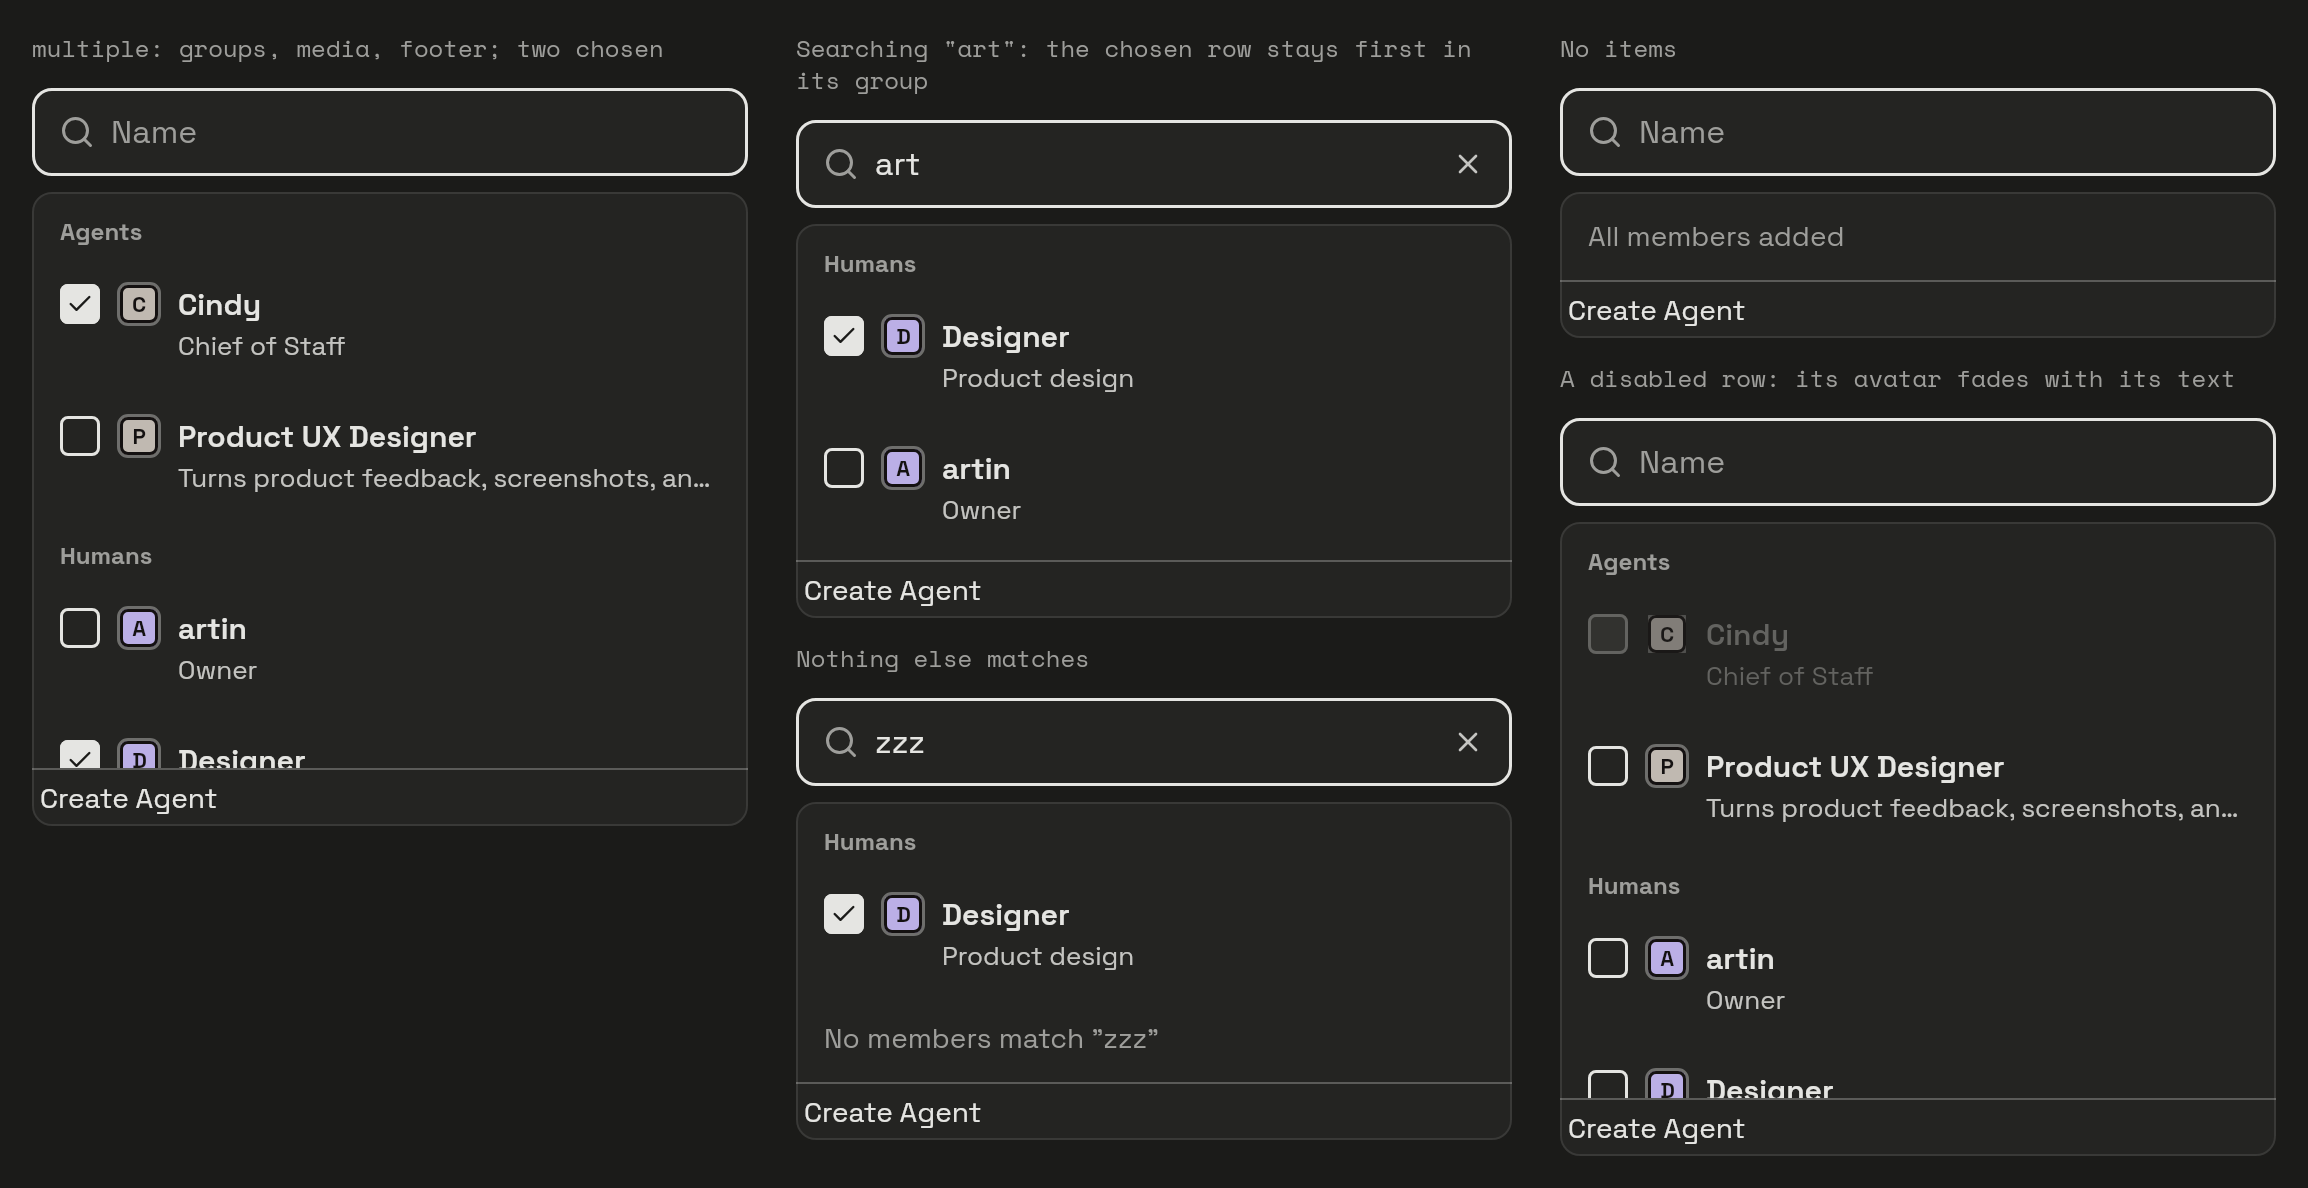 multiple: groups, media, footer; two chosen
Name
Agents
C Cindy
Chief of Staff
P Product UX Designer
Turns product feedback, screenshots, an...
Humans
A artin
Owner
D Designer
Create Agent
Searching "art": the chosen row stays first in
its group
art
Humans
D Designer
Product design
A artin
Owner
Create Agent
Nothing else matches
zzz
Humans
D Designer
Product design
No members match ”zzz”
Create Agent
No items
Name
All members added
Create Agent
A disabled row: its avatar fades with its text
Name
Agents
C Cindy
Chief of Staff
P Product UX Designer
Turns product feedback, screenshots, an...
Humans
A artin
Owner
D Designer
Create Agent